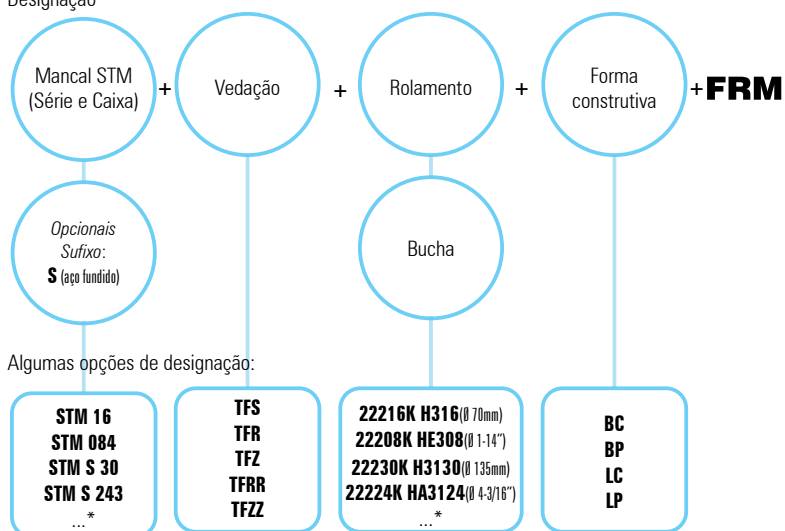 Designação
Mancal STM
(Série e Caixa)
+
Vedação
+
Rolamento
+
Forma
construtiva
+FRM
Opcionais
Sufixo:
S (aço fundido)
Bucha
Algumas opções de designação:
STM 16
STM 084
STM S 30
STM S 243
...*
TFS
TFR
TFZ
TFRR
TFZZ
22216K H316(Ø 70mm)
22208K HE308(Ø 1-14”)
22230K H3130(Ø 135mm)
22224K HA3124(Ø 4-3/16”)
...*
BC
BP
LC
LP